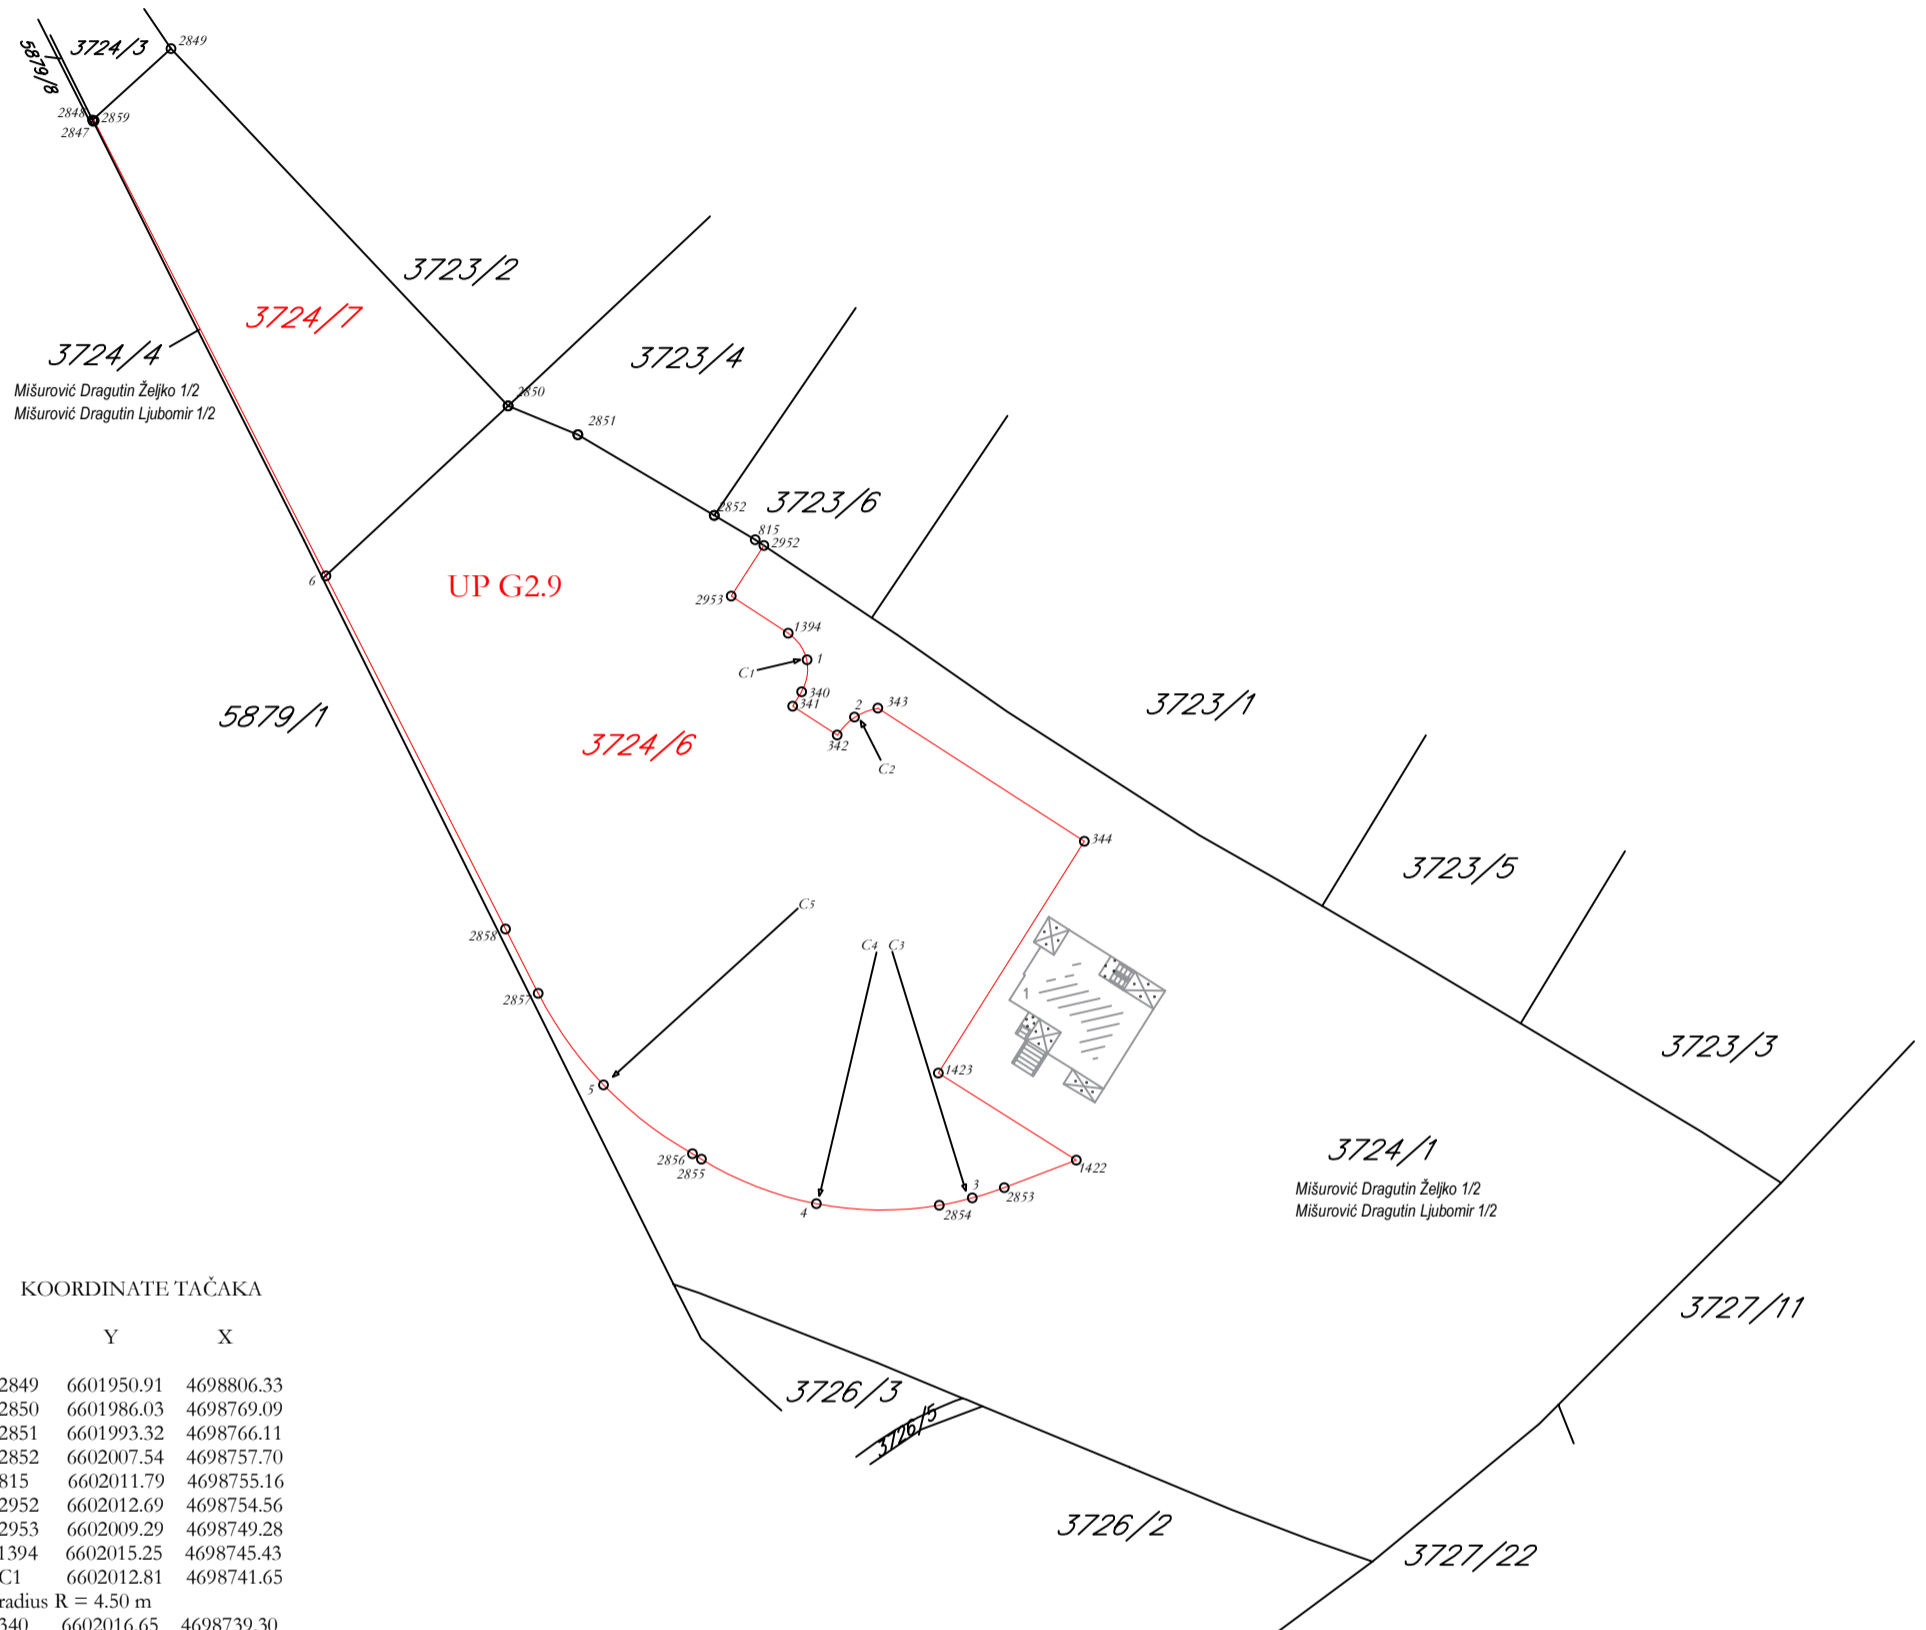 2849
3724/3
5879/8
2848
2859
2847
3723/2
3724/7
3724/4
Mišurović Dragutin Željko 1/2
Mišurović Dragutin Ljubomir 1/2
3723/4
2850
2851
3723/6
2852
815
2952
6
UP G2.9
2953
1394
1
C1
340
341
2
343
342
C2
5879/1
3724/6
3723/1
344
3723/5
C5
C4
C3
2858
2857
1
3723/3
1423
5
2856
2855
1422
3724/1
Mišurović Dragutin Željko 1/2
Mišurović Dragutin Ljubomir 1/2
3
2853
4
2854
KOORDINATE TAČAKA
3727/11
Y X
3726/3
3726/5
3726/2
3727/22
2849 6601950.91 4698806.33
2850 6601986.03 4698769.09
2851 6601993.32 4698766.11
2852 6602007.54 4698757.70
815 6602011.79 4698755.16
2952 6602012.69 4698754.56
2953 6602009.29 4698749.28
1394 6602015.25 4698745.43
C1 6602012.81 4698741.65
radius R = 4.50 m
340 6602016.65 4698739.30